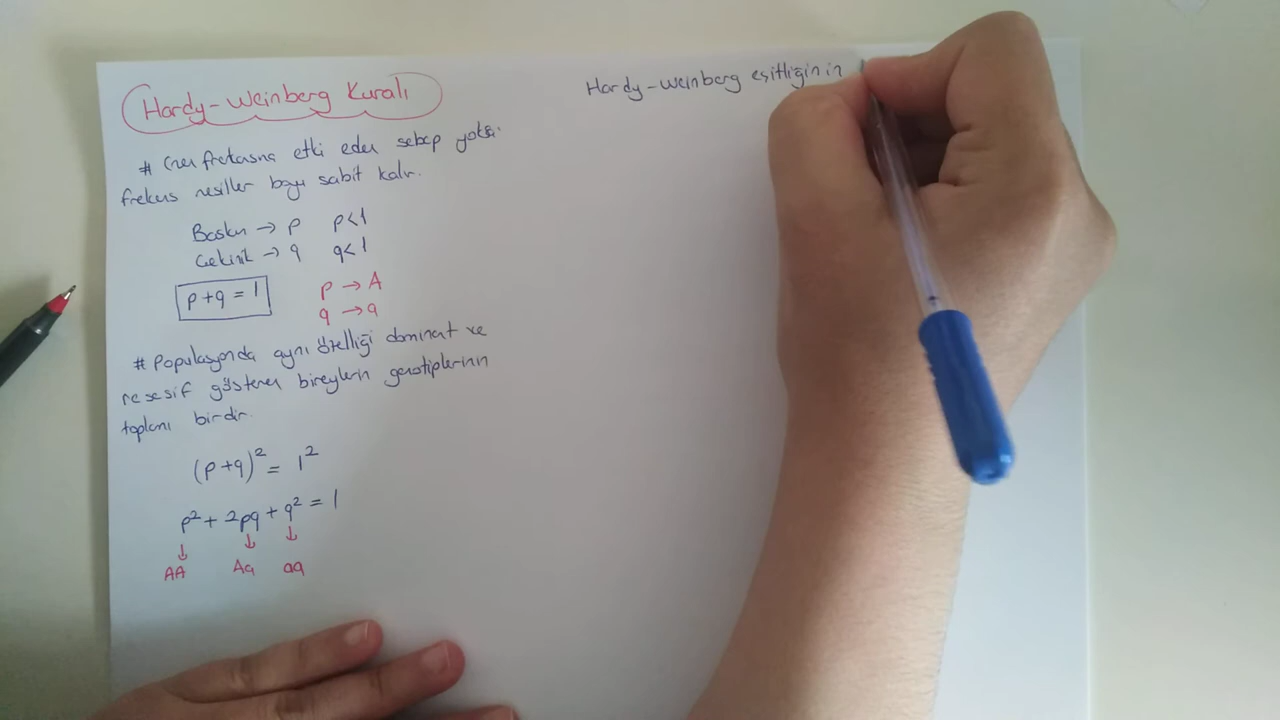 Hardy-Weinberg Kuralı
# Gen frekasına etki eden sebep yoksa
frekans nesiller boyu sabit kalır.
Baskın → p p<1
Çekinik → q q<1
p+q = 1
p → A
q → a
# Populasyonda aynı özelliği dominant ve
resesif gösteren bireylerin genotiplerinin
toplamı birdir.
(p+q)² = 1²
p² + 2pq + q² = 1
↓ ↓ ↓
AA Aa aa
Hardy-Weinberg eşitliğinin